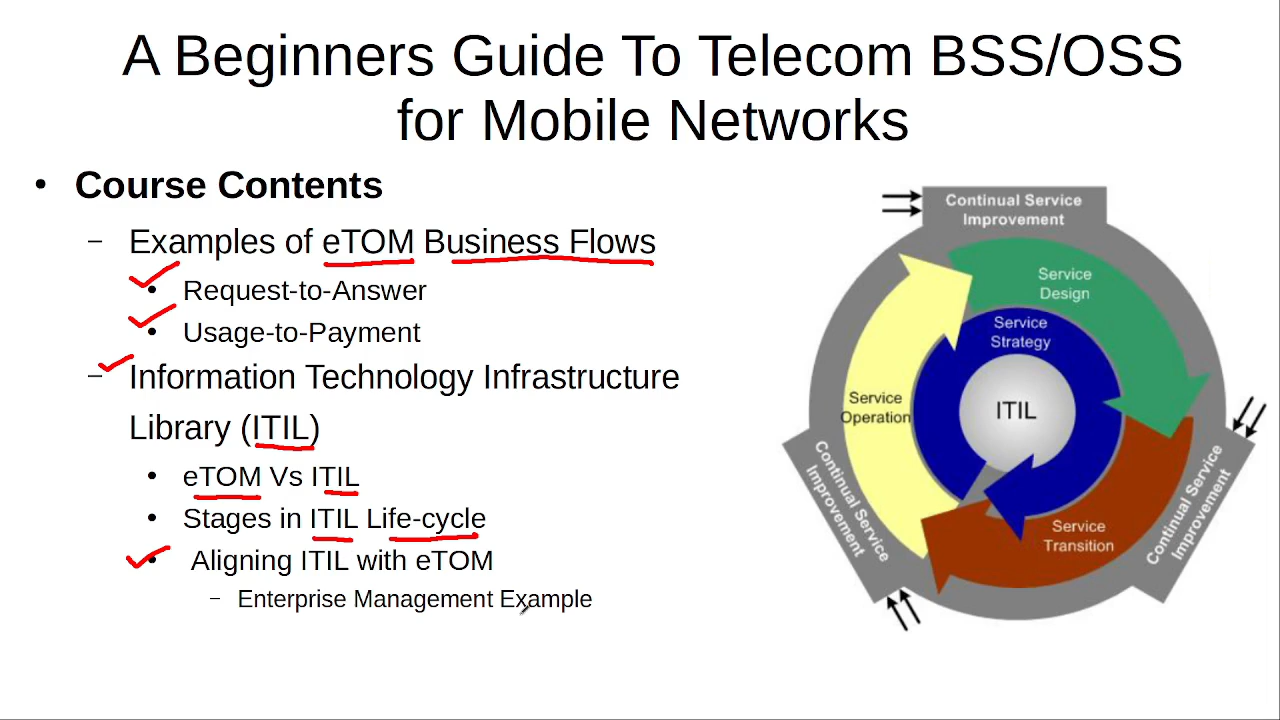 A Beginners Guide To Telecom BSS/OSS
for Mobile Networks
• Course Contents
– Examples of eTOM Business Flows
• Request-to-Answer
• Usage-to-Payment
– Information Technology Infrastructure
Library (ITIL)
• eTOM Vs ITIL
• Stages in ITIL Life-cycle
• Aligning ITIL with eTOM
– Enterprise Management Example
Continual Service
Improvement
Service
Design
Service
Strategy
ITIL
Service
Operation
Service
Transition
Continual Service
Improvement
Continual Service
Improvement